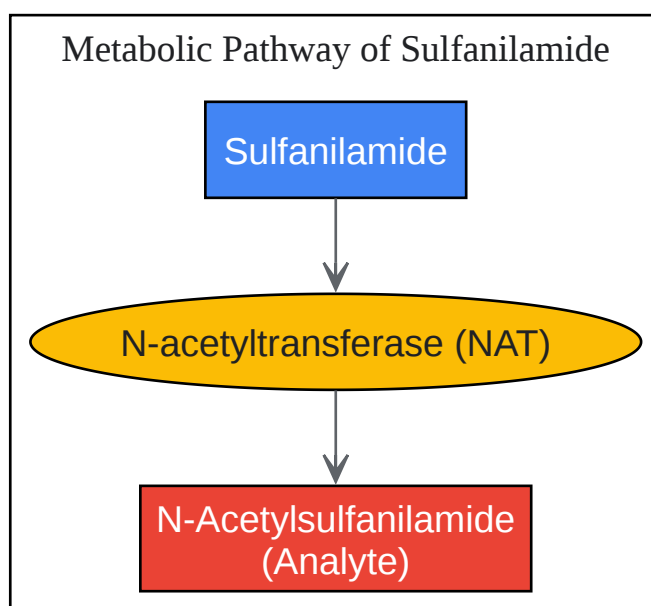 Metabolic Pathway of Sulfanilamide
Sulfanilamide
N-acetyltransferase (NAT)
N-Acetylsulfanilamide
(Analyte)